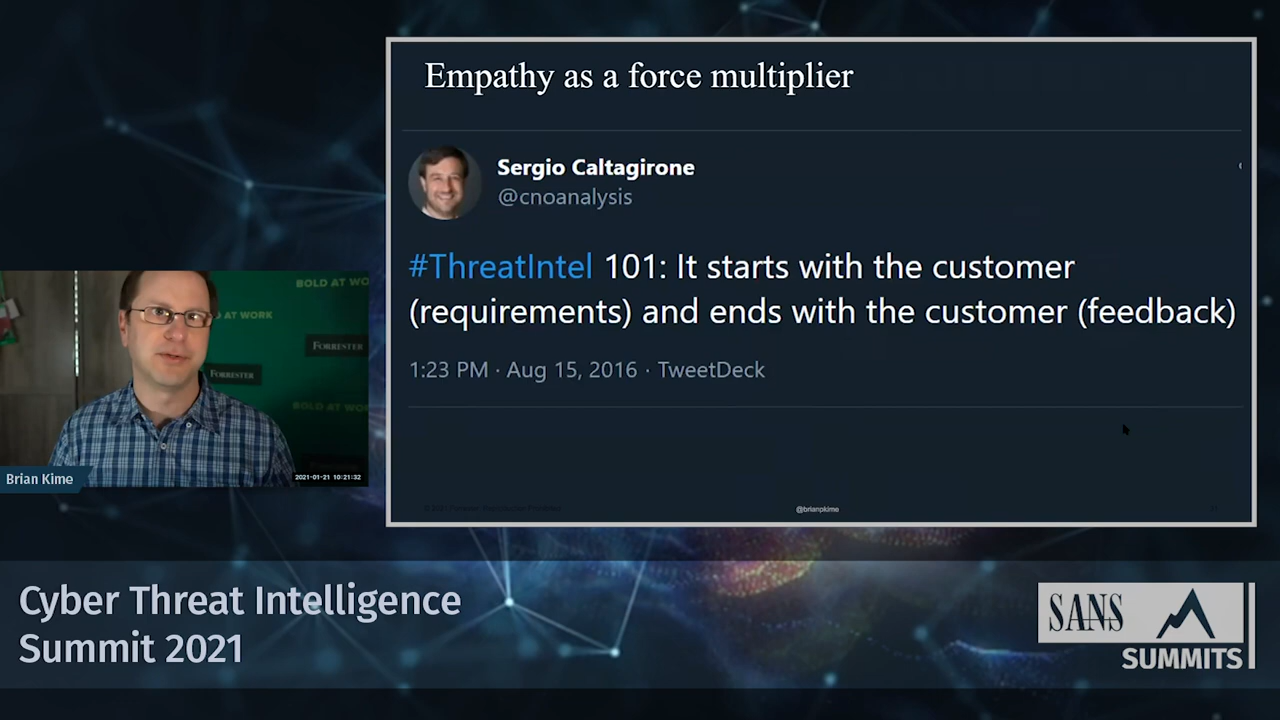 Empathy as a force multiplier
Sergio Caltagirone
@cnoanalysis
#ThreatIntel 101: It starts with the customer
(requirements) and ends with the customer (feedback)
1:23 PM · Aug 15, 2016 · TweetDeck
@brianpkime
BOLD AT WO
D AT WORK
FORRESTER
FORRESTER
BOLD AT WO
Brian Kime
2021-01-21 10:21:32
Cyber Threat Intelligence
Summit 2021
SANS
SUMMITS